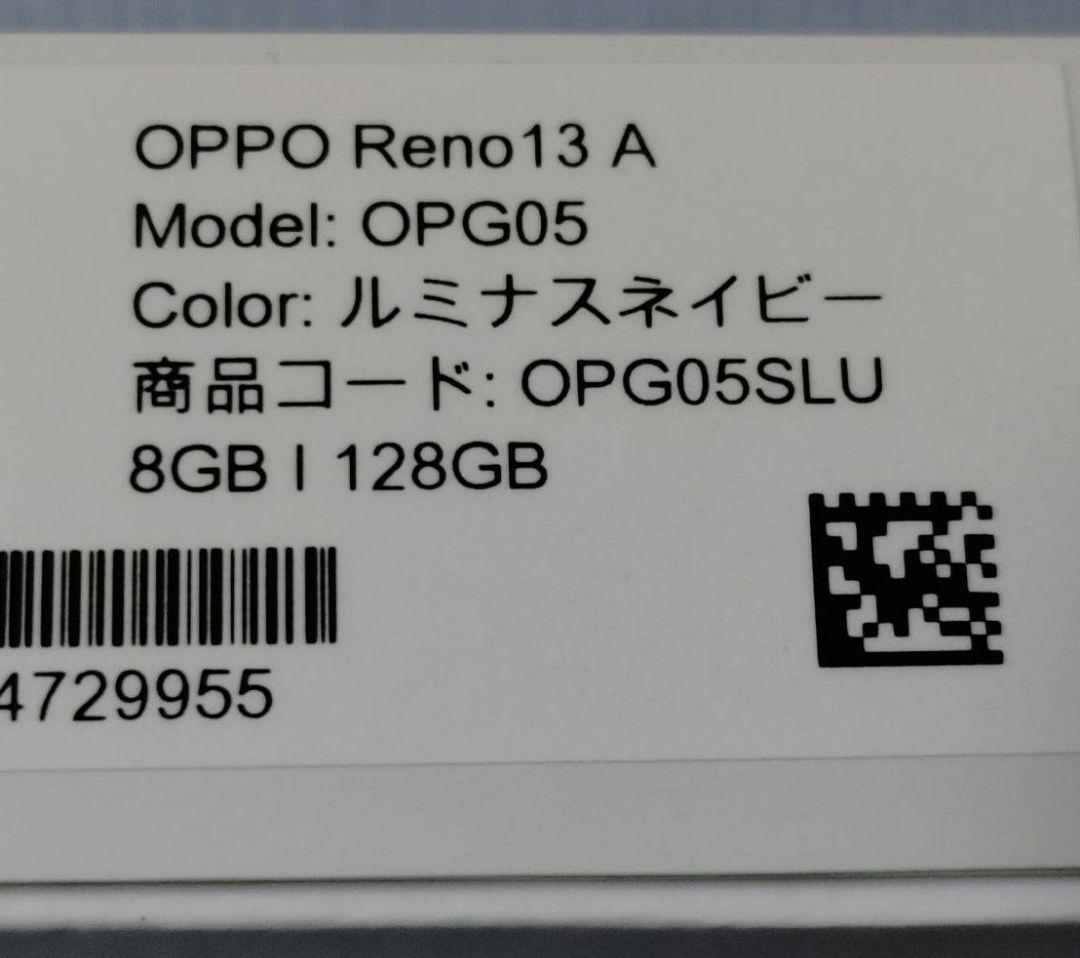 OPPO Reno13 A
Model: OPG05
Color: ルミナスネイビー
商品コード: OPG05SLU
8GB | 128GB
4729955